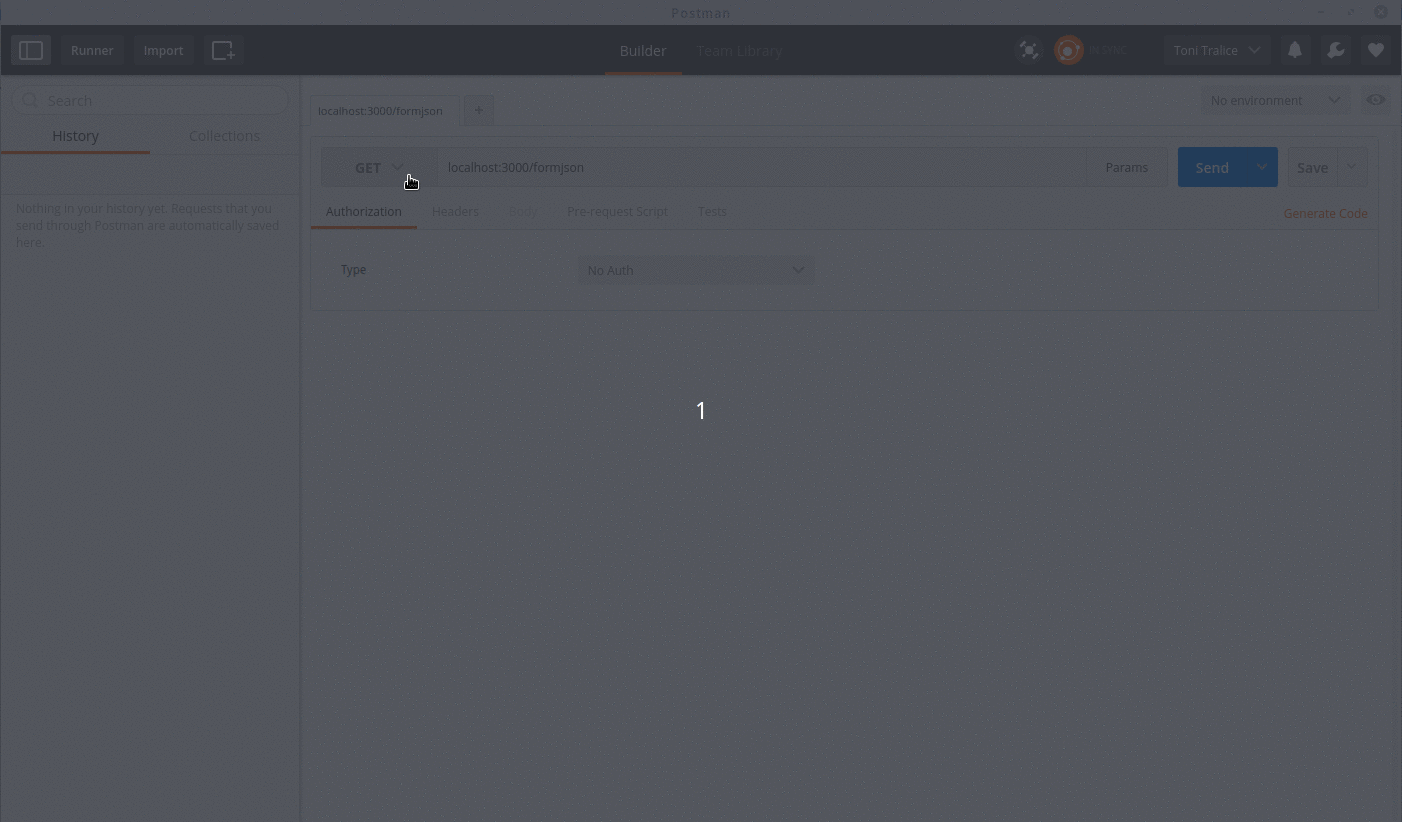 Postman
Runner
Import
Builder
Team Library
IN SYNC
Toni Tralice
Search
History
Collections
Nothing in your history yet. Requests that you
send through Postman are automatically saved
here.
localhost:3000/formjson
+
No environment
GET
localhost:3000/formjson
Params
Send
Save
Authorization
Headers
Body
Pre-request Script
Tests
Generate Code
Type
No Auth
1